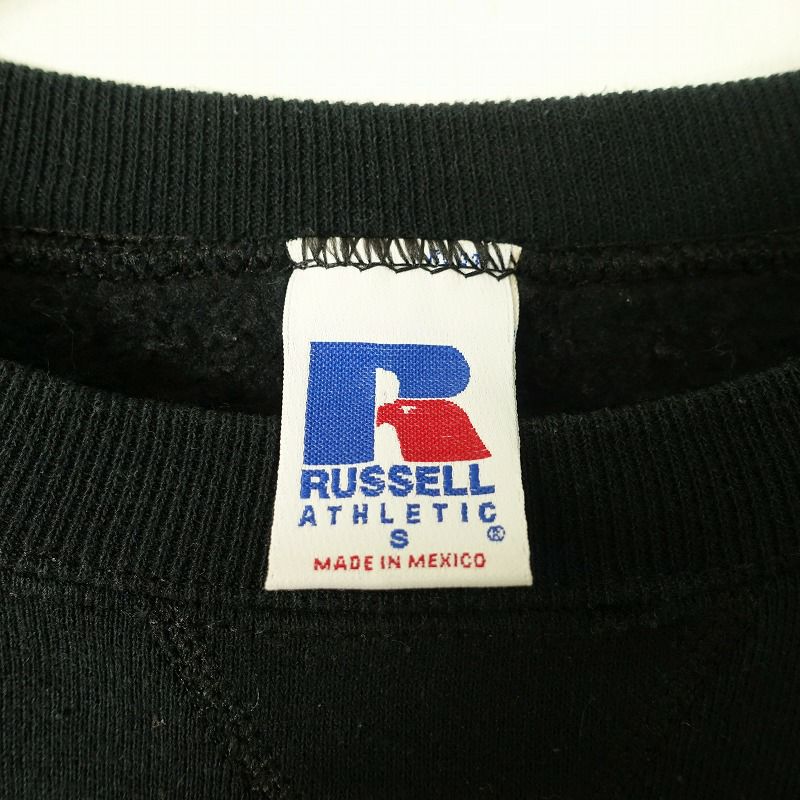 R
RUSSELL
ATHLETIC
S ®
MADE IN MEXICO